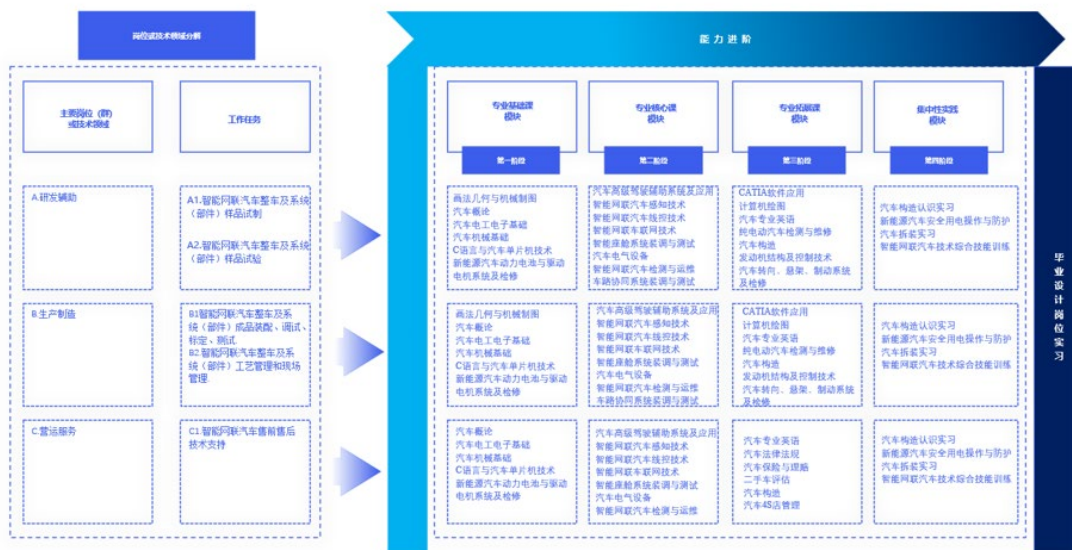 岗位或技术领域分解
能力进阶
主要岗位（群）
或技术领域
工作任务
专业基础课
模块
第一阶段
专业核心课
模块
第二阶段
专业拓展课
模块
第三阶段
集中性实践
模块
第四阶段
A.研发辅助
A1.智能网联汽车整车及系统
（部件）样品试制
A2.智能网联汽车整车及系统
（部件）样品试验
画法几何与机械制图
汽车概论
汽车电工电子基础
汽车机械基础
C语言与汽车单片机技术
新能源汽车动力电池与驱动
电机系统及检修
汽车高级驾驶辅助系统及应用
智能网联汽车感知技术
智能网联汽车线控技术
智能网联车联网技术
智能座舱系统装调与测试
汽车电气设备
智能网联汽车检测与运维
车路协同系统装调与测试
CATIA软件应用
计算机绘图
汽车专业英语
纯电动汽车检测与维修
汽车构造
发动机结构及控制技术
汽车转向、悬架、制动系统
及检修
汽车构造认识实习
新能源汽车安全用电操作与防护
汽车拆装实习
智能网联汽车技术综合技能训练
B.生产制造
B1智能网联汽车整车及系
统（部件）成品装配、调试、
标定、测试
B2.智能网联汽车整车及系
统（部件）工艺管理和现场
管理
画法几何与机械制图
汽车概论
汽车电工电子基础
汽车机械基础
C语言与汽车单片机技术
新能源汽车动力电池与驱动
电机系统及检修
汽车高级驾驶辅助系统及应用
智能网联汽车感知技术
智能网联汽车线控技术
智能网联车联网技术
智能座舱系统装调与测试
汽车电气设备
智能网联汽车检测与运维
车路协同系统装调与测试
CATIA软件应用
计算机绘图
汽车专业英语
纯电动汽车检测与维修
汽车构造
发动机结构及控制技术
汽车转向、悬架、制动系统
及检修
汽车构造认识实习
新能源汽车安全用电操作与防护
汽车拆装实习
智能网联汽车技术综合技能训练
C.营运服务
C1.智能网联汽车售前售后
技术支持
汽车概论
汽车电工电子基础
汽车机械基础
C语言与汽车单片机技术
新能源汽车动力电池与驱动
电机系统及检修
汽车高级驾驶辅助系统及应用
智能网联汽车感知技术
智能网联汽车线控技术
智能网联车联网技术
智能座舱系统装调与测试
汽车电气设备
智能网联汽车检测与运维
汽车专业英语
汽车法律法规
汽车保险与理赔
二手车评估
汽车构造
汽车4S店管理
汽车构造认识实习
新能源汽车安全用电操作与防护
汽车拆装实习
智能网联汽车技术综合技能训练
毕业设计岗位实习